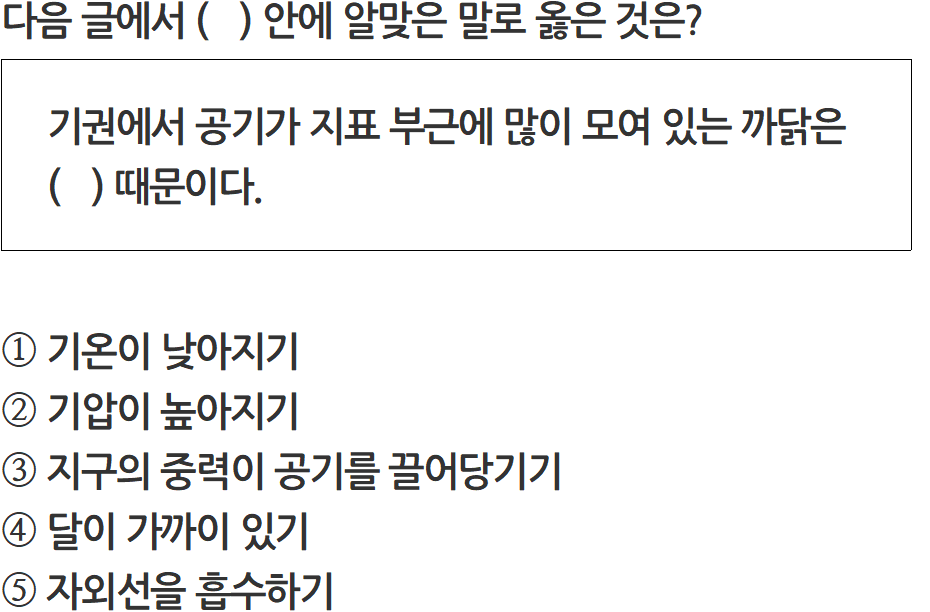 다음 글에서 (   ) 안에 알맞은 말로 옳은 것은?
기권에서 공기가 지표 부근에 많이 모여 있는 까닭은
(   ) 때문이다.
① 기온이 낮아지기
② 기압이 높아지기
③ 지구의 중력이 공기를 끌어당기기
④ 달이 가까이 있기
⑤ 자외선을 흡수하기